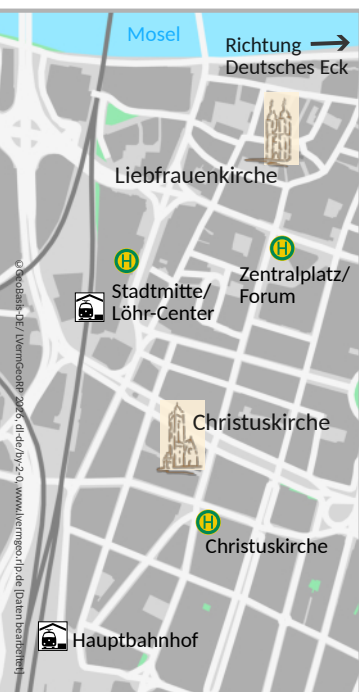 Mosel
Richtung
Deutsches Eck
Liebfrauenkirche
H
H
Zentralplatz/
Forum
Stadtmitte/
Löhr-Center
Christuskirche
H
Christuskirche
Hauptbahnhof
©GeoBasis-DE/ LVermGeoRP 2026, dl-de/by-2-0, www.lvermgeo.rlp.de [Daten bearbeitet]